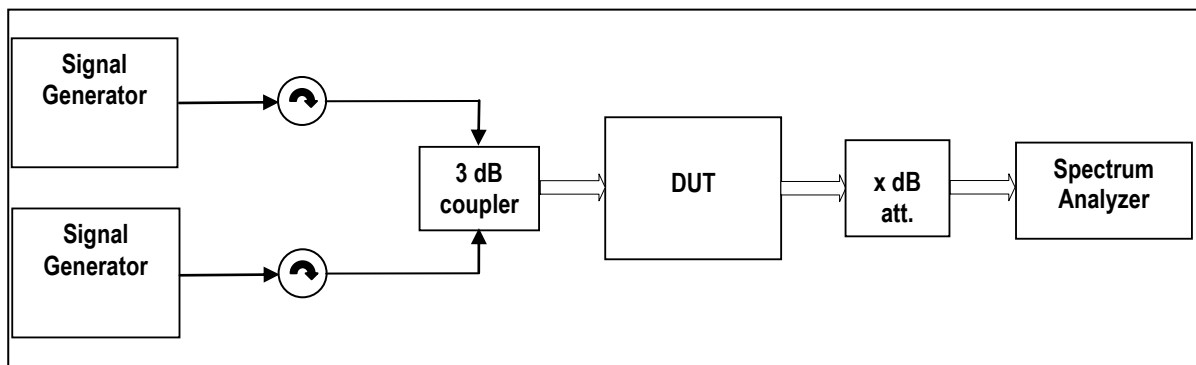 Signal
Generator
3 dB
coupler
DUT
x dB
att.
Spectrum
Analyzer
Signal
Generator